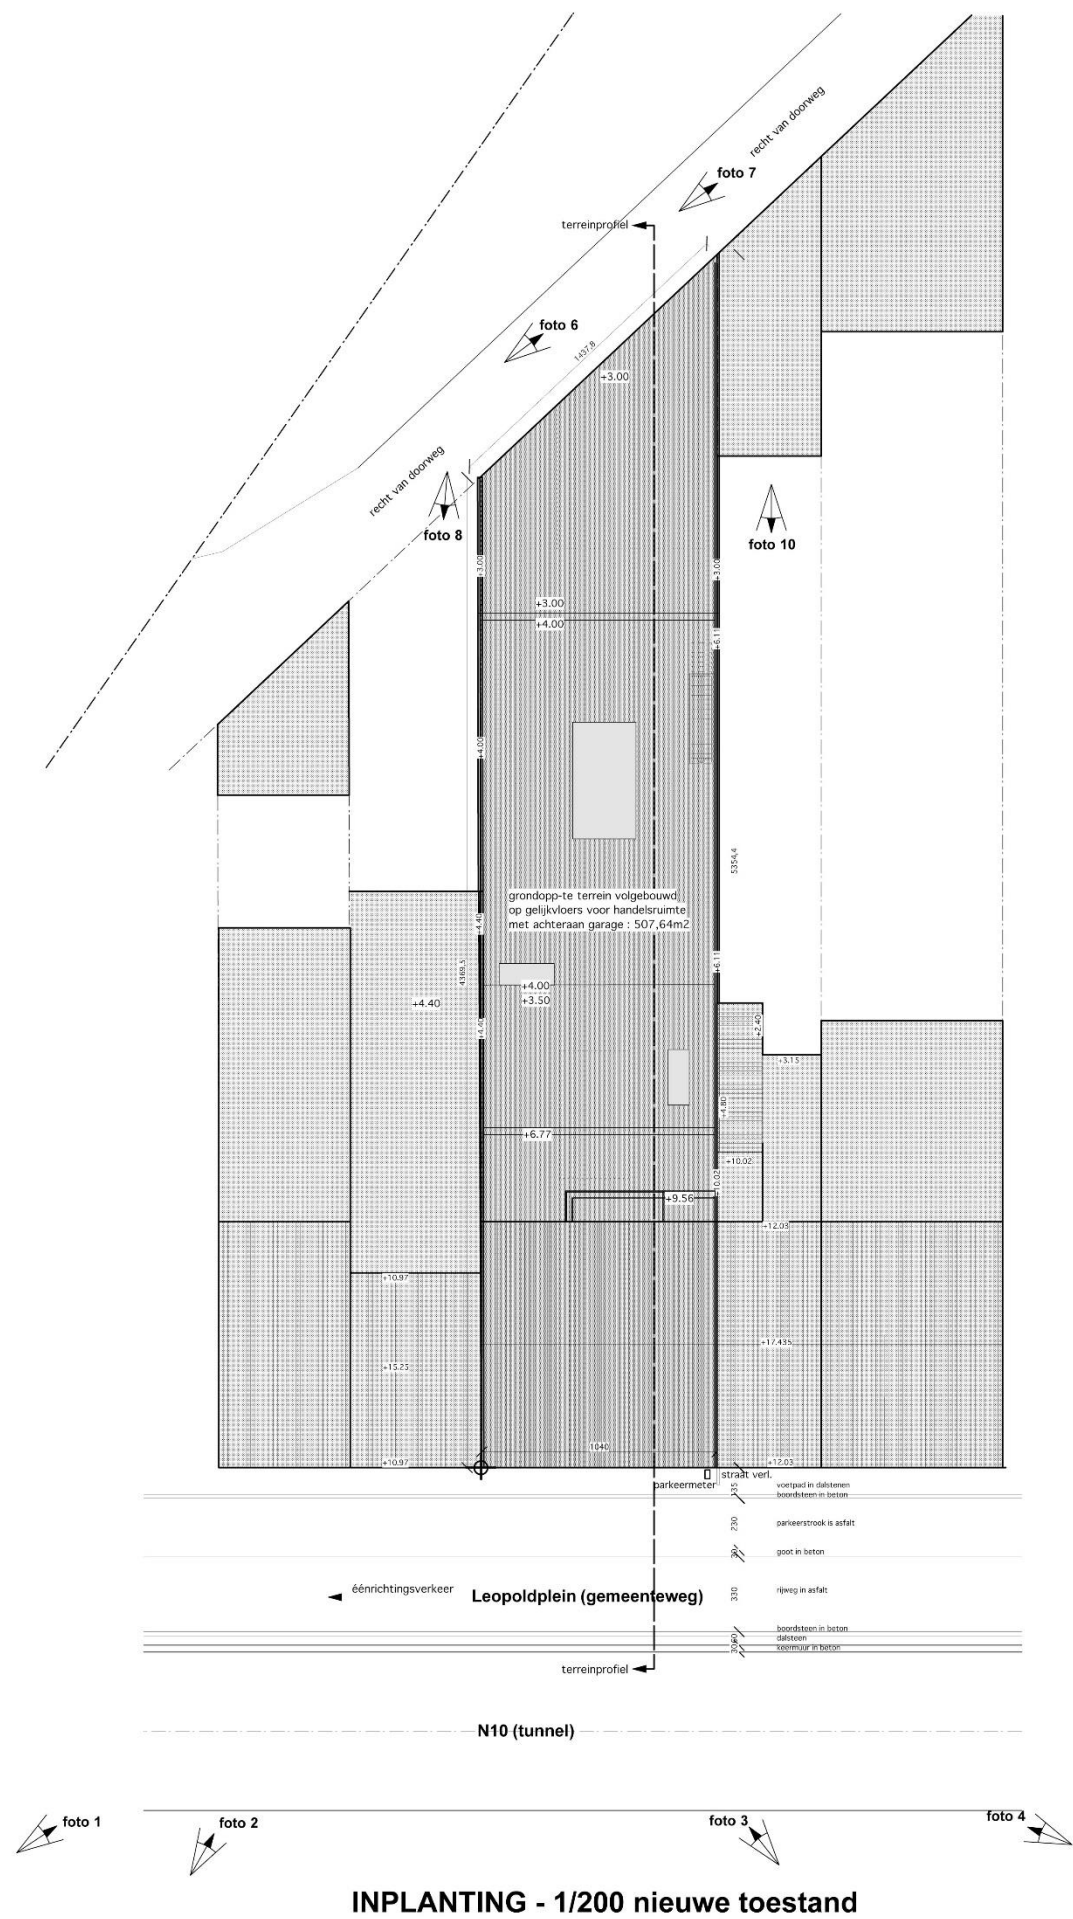 recht van doorweg
foto 7
terreinprofiel
foto 6
1437,8
+3.00
recht van doorweg
foto 8
foto 10
+3.00
+3.00
+3.00
+4.00
+6.11
+4.00
5354,4
grondopp-te terrein volgebouwd
op gelijkvloers voor handelsruimte
met achteraan garage : 507,64m2
+4.40
4369,5
+6.11
+4.00
+3.50
+4.40
+2.40
+4.40
+3.15
+4.80
+6.77
+10.02
+10.02
+9.56
+12.03
+10.97
+17.435
+15.25
1040
+10.97
+12.03
straat verl.
parkeermeter
135
voetpad in dalstenen
boordsteen in beton
230
parkeerstrook is asfalt
30
goot in beton
éénrichtingsverkeer
Leopoldplein (gemeenteweg)
330
rijweg in asfalt
boordsteen in beton
dalsteen
keermuur in beton
terreinprofiel
N10 (tunnel)
foto 1
foto 2
foto 3
foto 4
INPLANTING - 1/200 nieuwe toestand